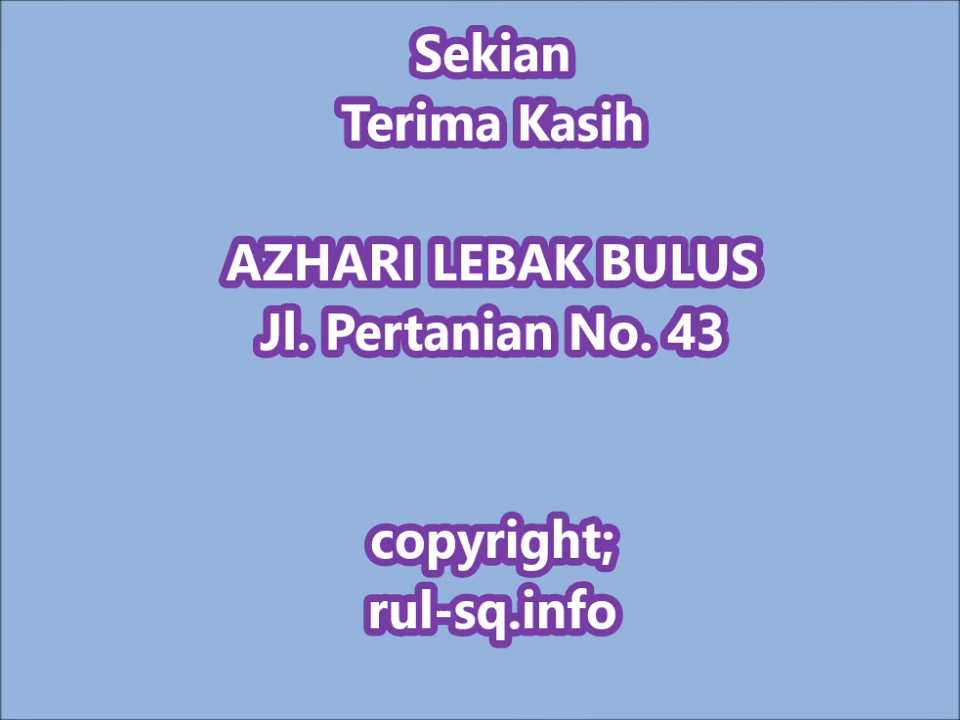 Sekian
Terima Kasih
AZHARI LEBAK BULUS
Jl. Pertanian No. 43
copyright;
rul-sq.info